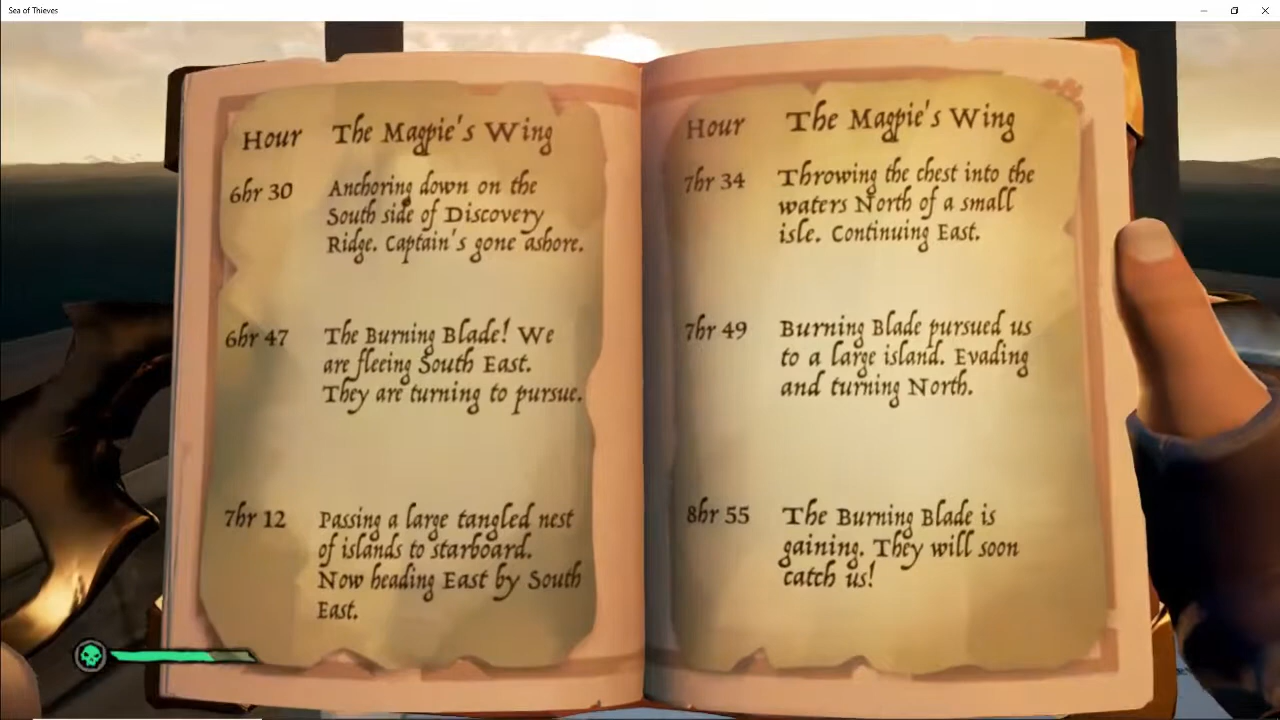 Sea of Thieves
Hour The Magpie's Wing
6hr 30 Anchoring down on the
South side of Discovery
Ridge. Captain's gone ashore.
6hr 47 The Burning Blade! We
are fleeing South East.
They are turning to pursue.
7hr 12 Passing a large tangled nest
of islands to starboard.
Now heading East by South
East.
Hour The Magpie's Wing
7hr 34 Throwing the chest into the
waters North of a small
isle. Continuing East.
7hr 49 Burning Blade pursued us
to a large island. Evading
and turning North.
8hr 55 The Burning Blade is
gaining. They will soon
catch us!